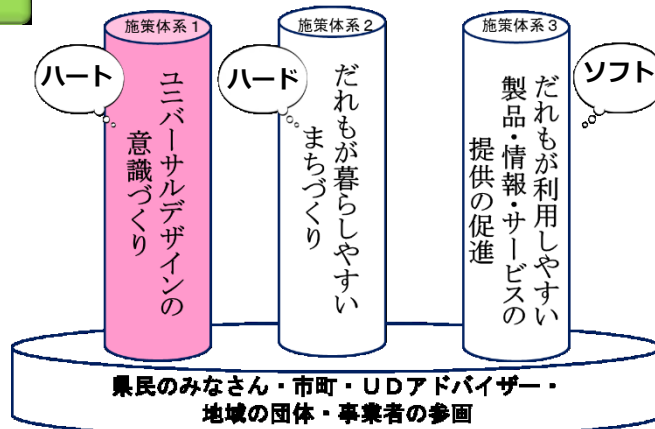 施策体系1
ハート
ユニバーサルデザインの
意識づくり
施策体系2
ハード
だれもが暮らしやすい
まちづくり
施策体系3
ソフト
だれもが利用しやすい
製品・情報・サービスの
提供の促進
県民のみなさん・市町・UDアドバイザー・
地域の団体・事業者の参画